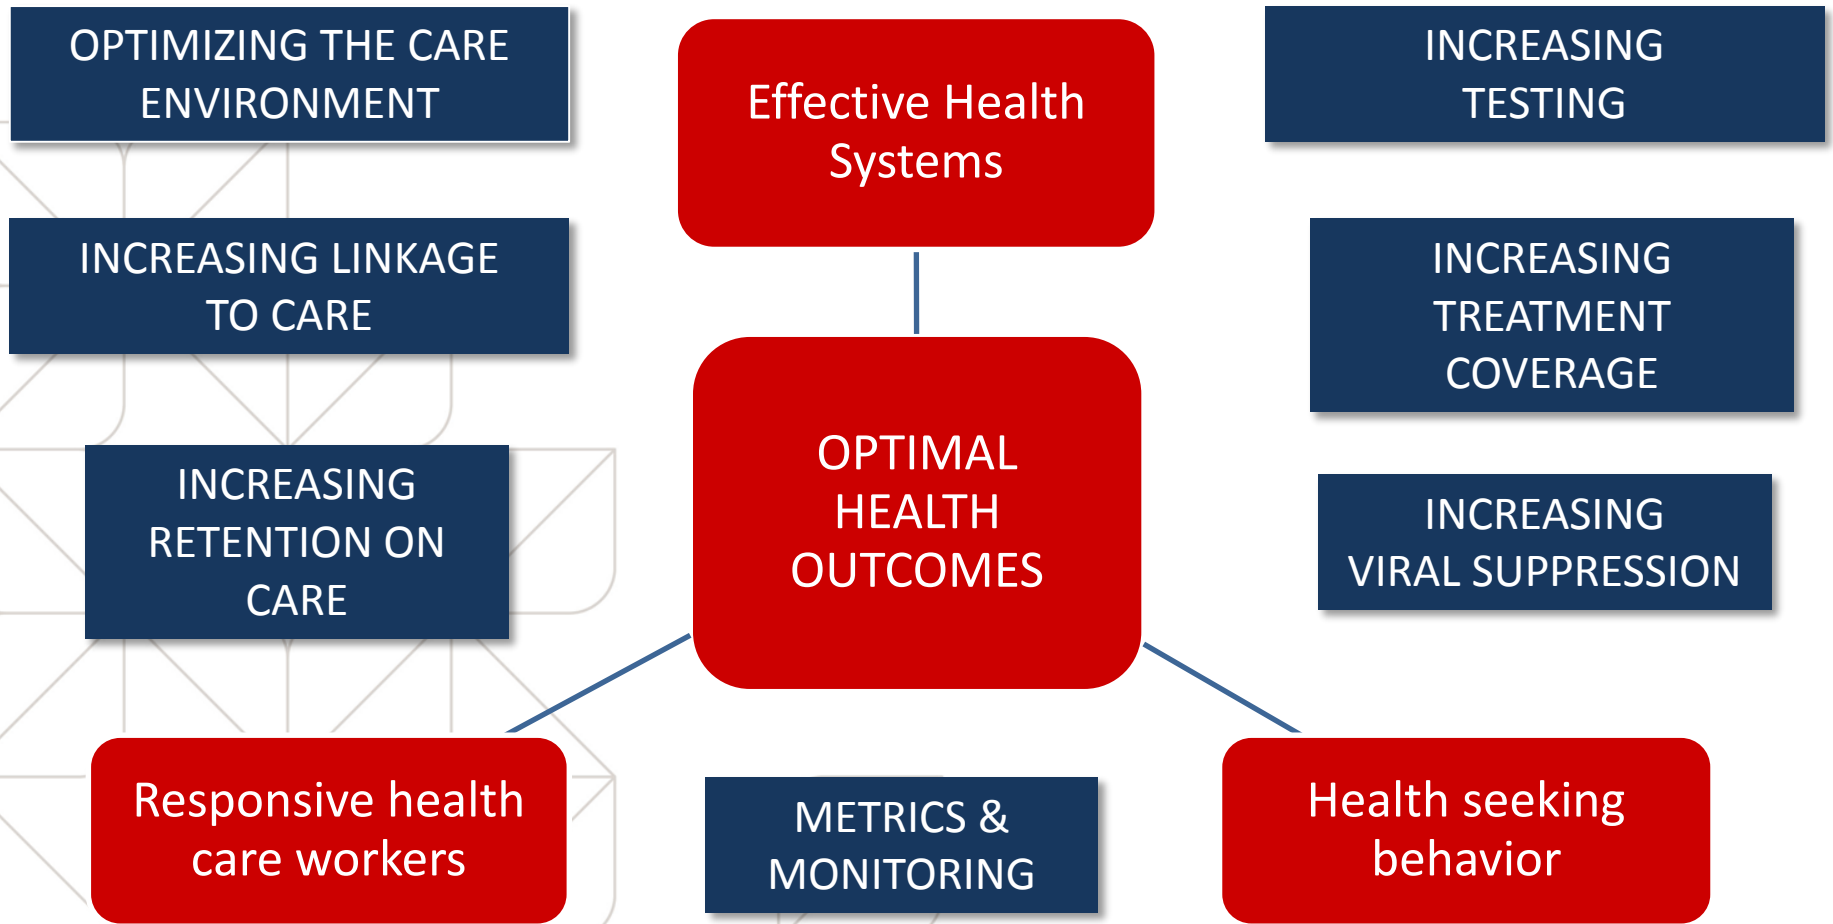 OPTIMIZING THE CARE
ENVIRONMENT
Effective Health
Systems
INCREASING
TESTING
INCREASING LINKAGE
TO CARE
INCREASING
TREATMENT
COVERAGE
INCREASING
RETENTION ON
CARE
OPTIMAL
HEALTH
OUTCOMES
INCREASING
VIRAL SUPPRESSION
Responsive health
care workers
METRICS &
MONITORING
Health seeking
behavior